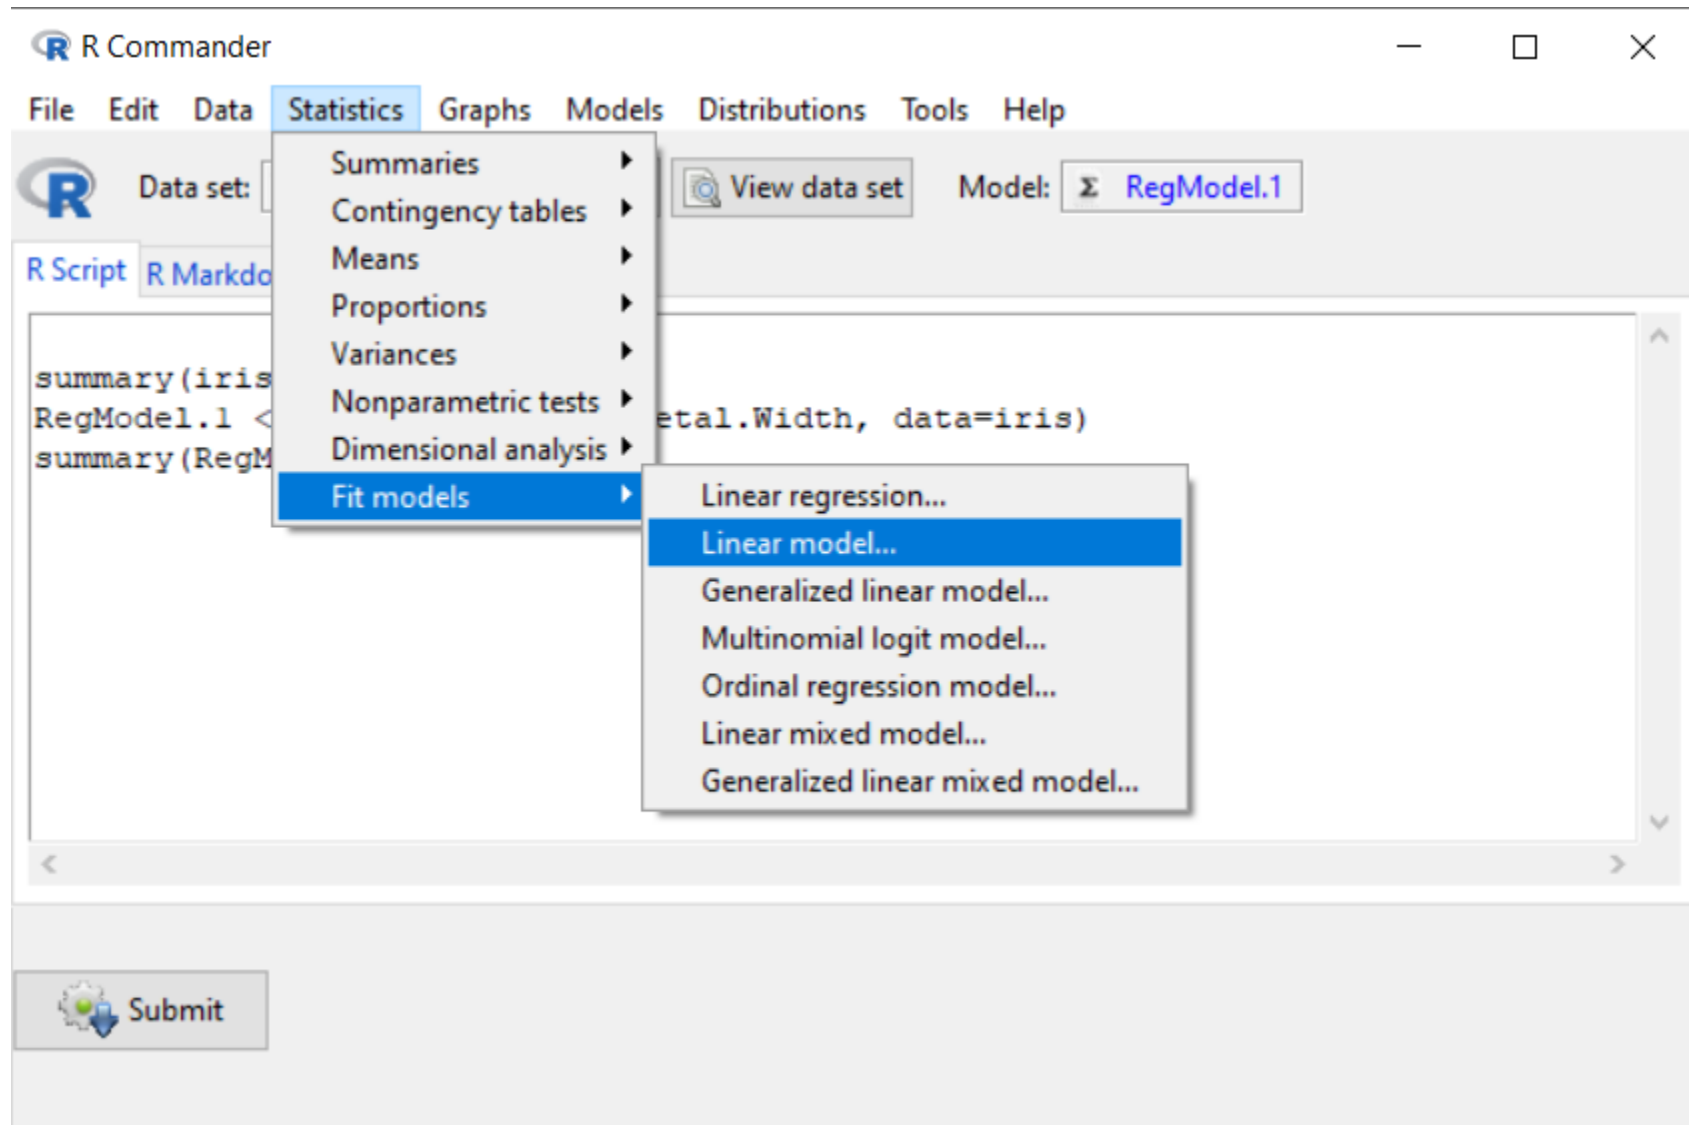 R Commander
File Edit Data Statistics Graphs Models Distributions Tools Help
Data set: View data set Model: Σ RegModel.1
R Script R Markdo
Summaries
Contingency tables
Means
Proportions
Variances
Nonparametric tests
Dimensional analysis
Fit models
Linear regression...
Linear model...
Generalized linear model...
Multinomial logit model...
Ordinal regression model...
Linear mixed model...
Generalized linear mixed model...
summary(iris
RegModel.1 < etal.Width, data=iris)
summary(RegM
Submit